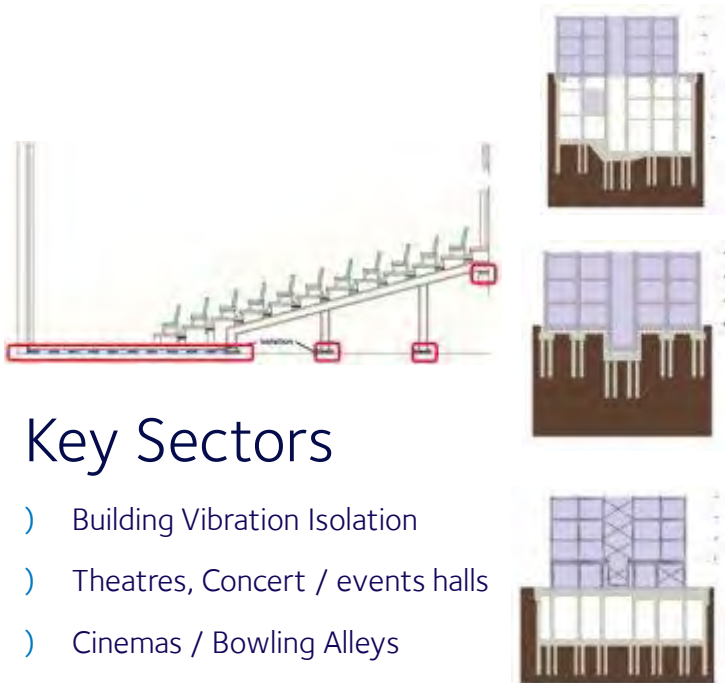 isolation
Key Sectors
) Building Vibration Isolation
) Theatres, Concert / events halls
) Cinemas / Bowling Alleys